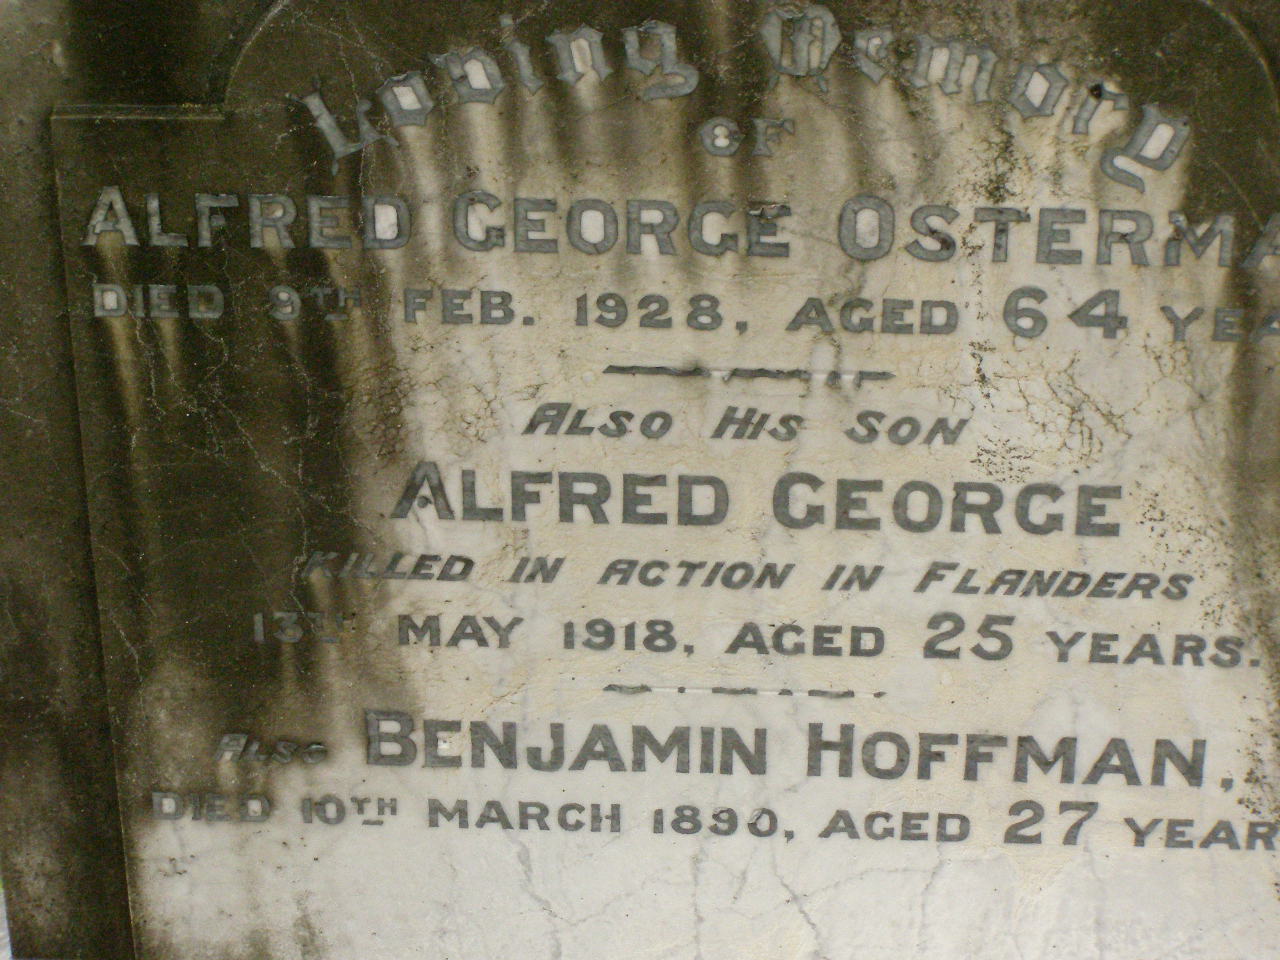 Loving Memory
OF
ALFRED GEORGE OSTERMA
DIED 9TH FEB. 1928, AGED 64 YEA
ALSO HIS SON
ALFRED GEORGE
KILLED IN ACTION IN FLANDERS
13TH MAY 1918, AGED 25 YEARS.
ALSO BENJAMIN HOFFMAN,
DIED 10TH MARCH 1890, AGED 27 YEAR